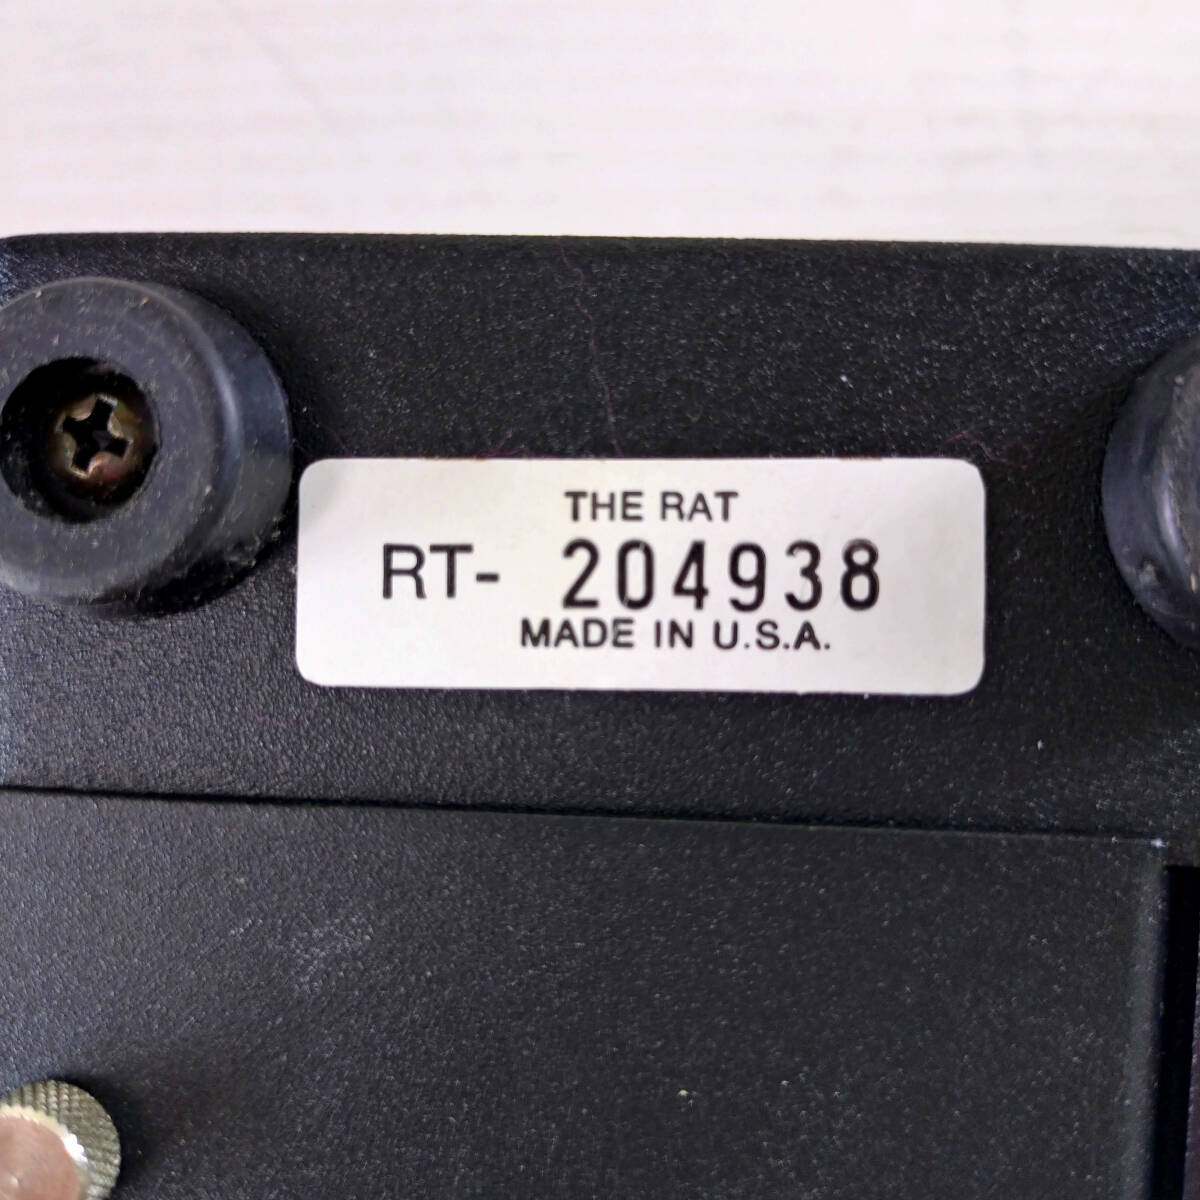 THE RAT
RT- 204938
MADE IN U.S.A.